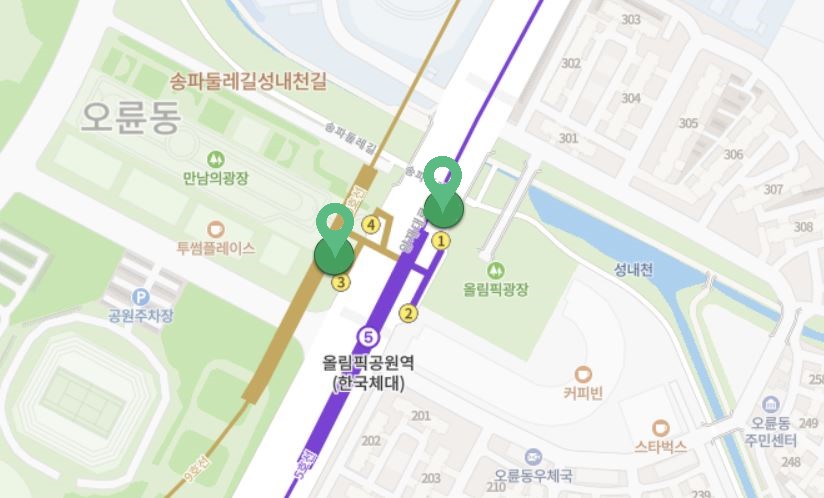 303
302
304
301
305
306
307
308
송파둘레길성내천길
오륜동
송파둘레길
만남의광장
투썸플레이스
공원주차장
4
3
1
2
올림픽광장
성내천
5
올림픽공원역
(한국체대)
커피빈
스타벅스
오륜동
주민센터
249
248
201
202
203
오륜동우체국
210
239
9호선
5호선